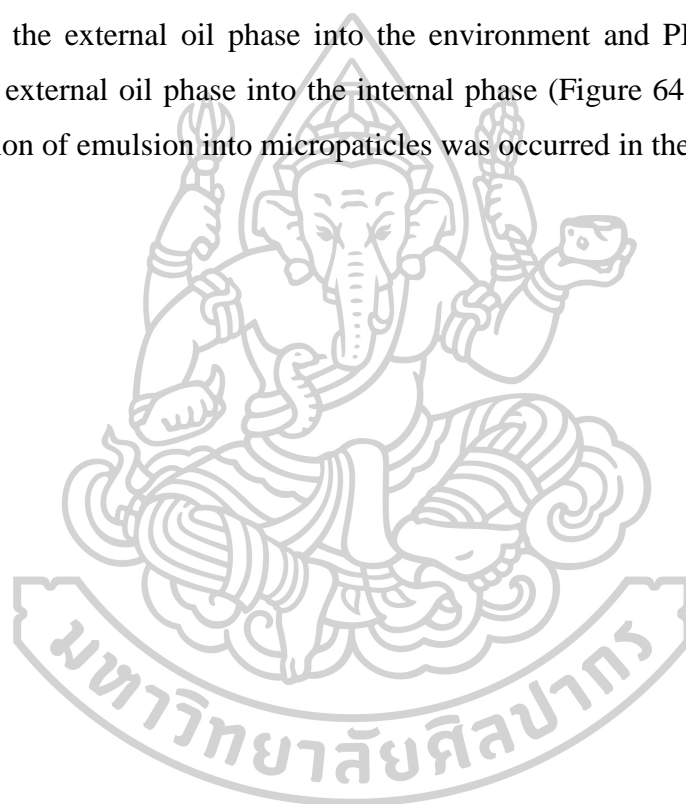 the external oil phase into the environment and
external oil phase into the internal phase (Figure 64
of emulsion into micropaticles was occurred in the
มหาวิทยาลัยศิลปากร